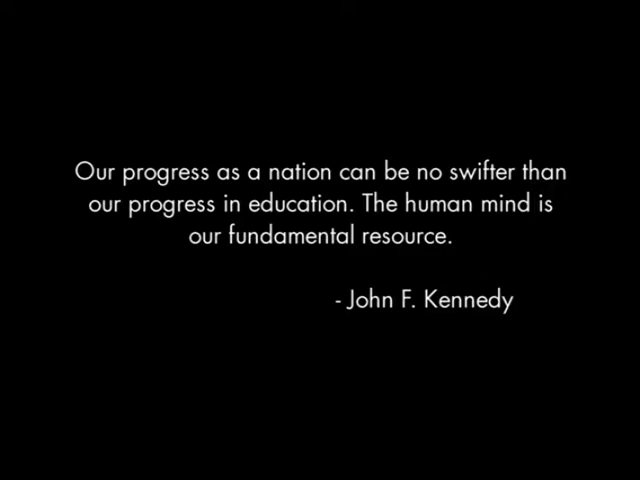 Our progress as a nation can be no swifter than
our progress in education. The human mind is
our fundamental resource.
- John F. Kennedy